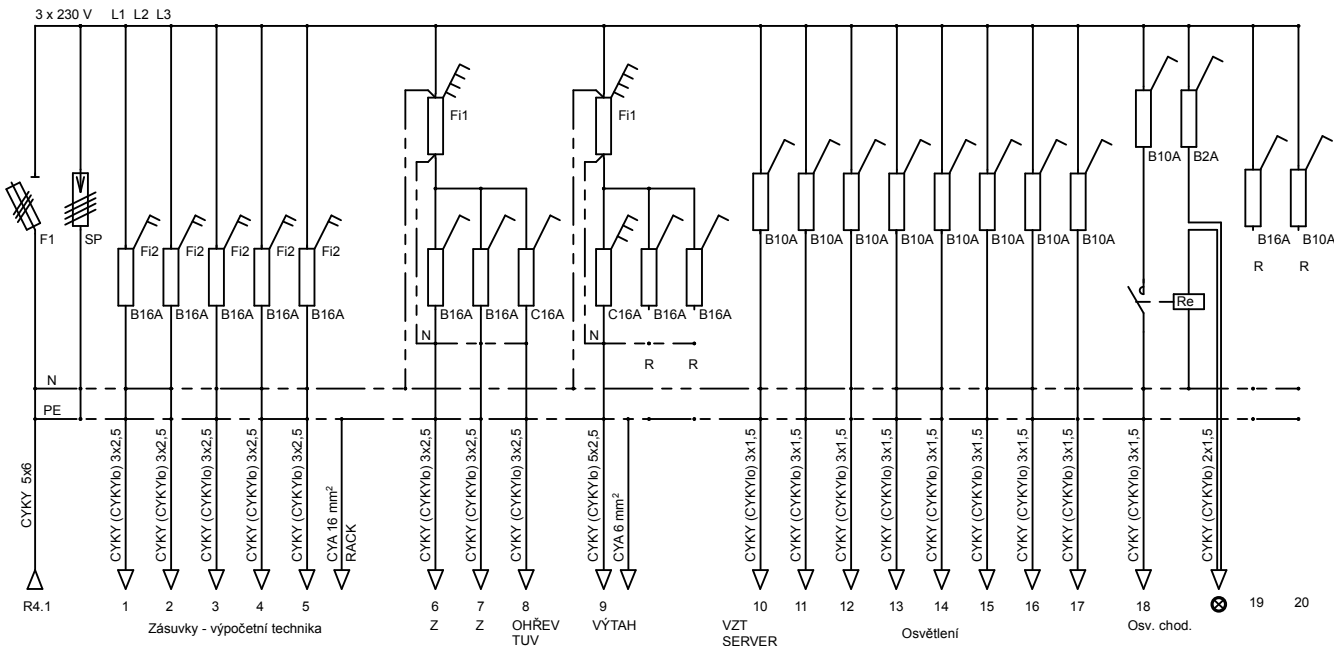 3 x 230 V L1 L2 L3
F1 SP
Fi2 Fi2 Fi2 Fi2 Fi2
B16A B16A B16A B16A B16A
Fi1
B16A B16A C16A
N
Fi1
C16A B16A B16A
N
R R
B10A B10A B10A B10A B10A B10A B10A B10A
B10A B2A
Re
B16A B10A
R R
N
PE
CYKY 5x6
CYKY (CYKYlo) 3x2,5
CYKY (CYKYlo) 3x2,5
CYKY (CYKYlo) 3x2,5
CYKY (CYKYlo) 3x2,5
CYKY (CYKYlo) 3x2,5
CYA 16 mm²
RACK
CYKY (CYKYlo) 3x2,5
CYKY (CYKYlo) 3x2,5
CYKY (CYKYlo) 3x2,5
CYKY (CYKYlo) 5x2,5
CYA 6 mm²
CYKY (CYKYlo) 3x1,5
CYKY (CYKYlo) 3x1,5
CYKY (CYKYlo) 3x1,5
CYKY (CYKYlo) 3x1,5
CYKY (CYKYlo) 3x1,5
CYKY (CYKYlo) 3x1,5
CYKY (CYKYlo) 3x1,5
CYKY (CYKYlo) 3x1,5
CYKY (CYKYlo) 3x1,5
CYKY (CYKYlo) 2x1,5
R4.1 1 2 3 4 5 6 7 8 9 10 11 12 13 14 15 16 17 18 19 20
Zásuvky - výpočetní technika
Z Z
OHŘEV
TUV
VÝTAH
VZT
SERVER
Osvětlení
Osv. chod.